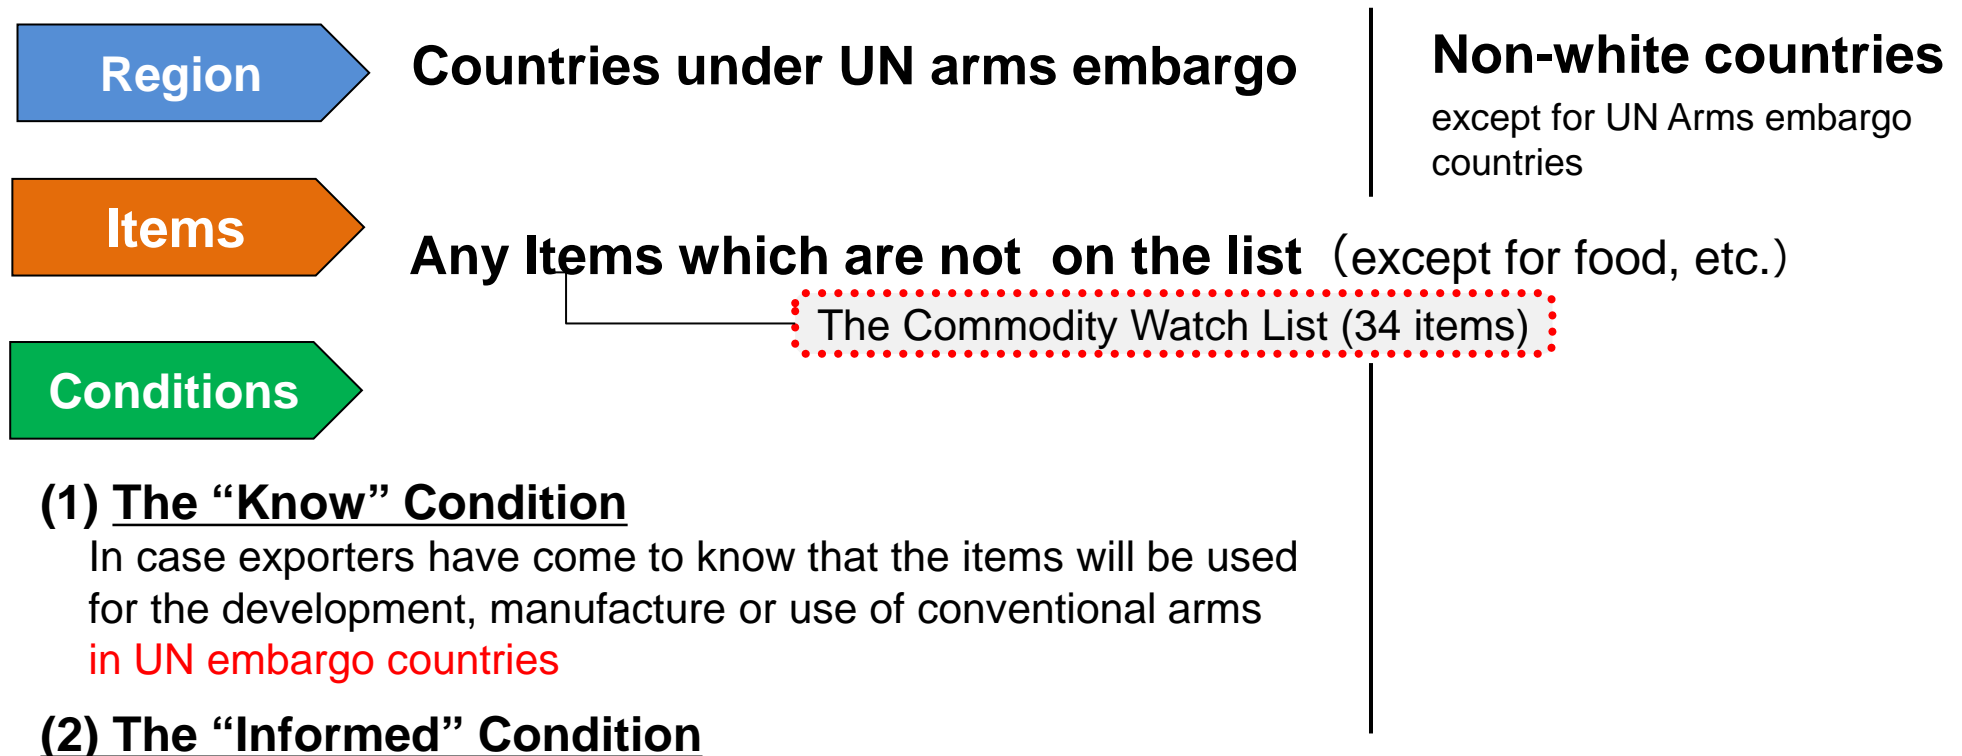 Region
Countries under UN arms embargo
Non-white countries
except for UN Arms embargo
countries
Items
Any Items which are not on the list（except for food, etc.）
The Commodity Watch List (34 items)
Conditions
(1) The “Know” Condition
In case exporters have come to know that the items will be used
for the development, manufacture or use of conventional arms
in UN embargo countries
(2) The “Informed” Condition